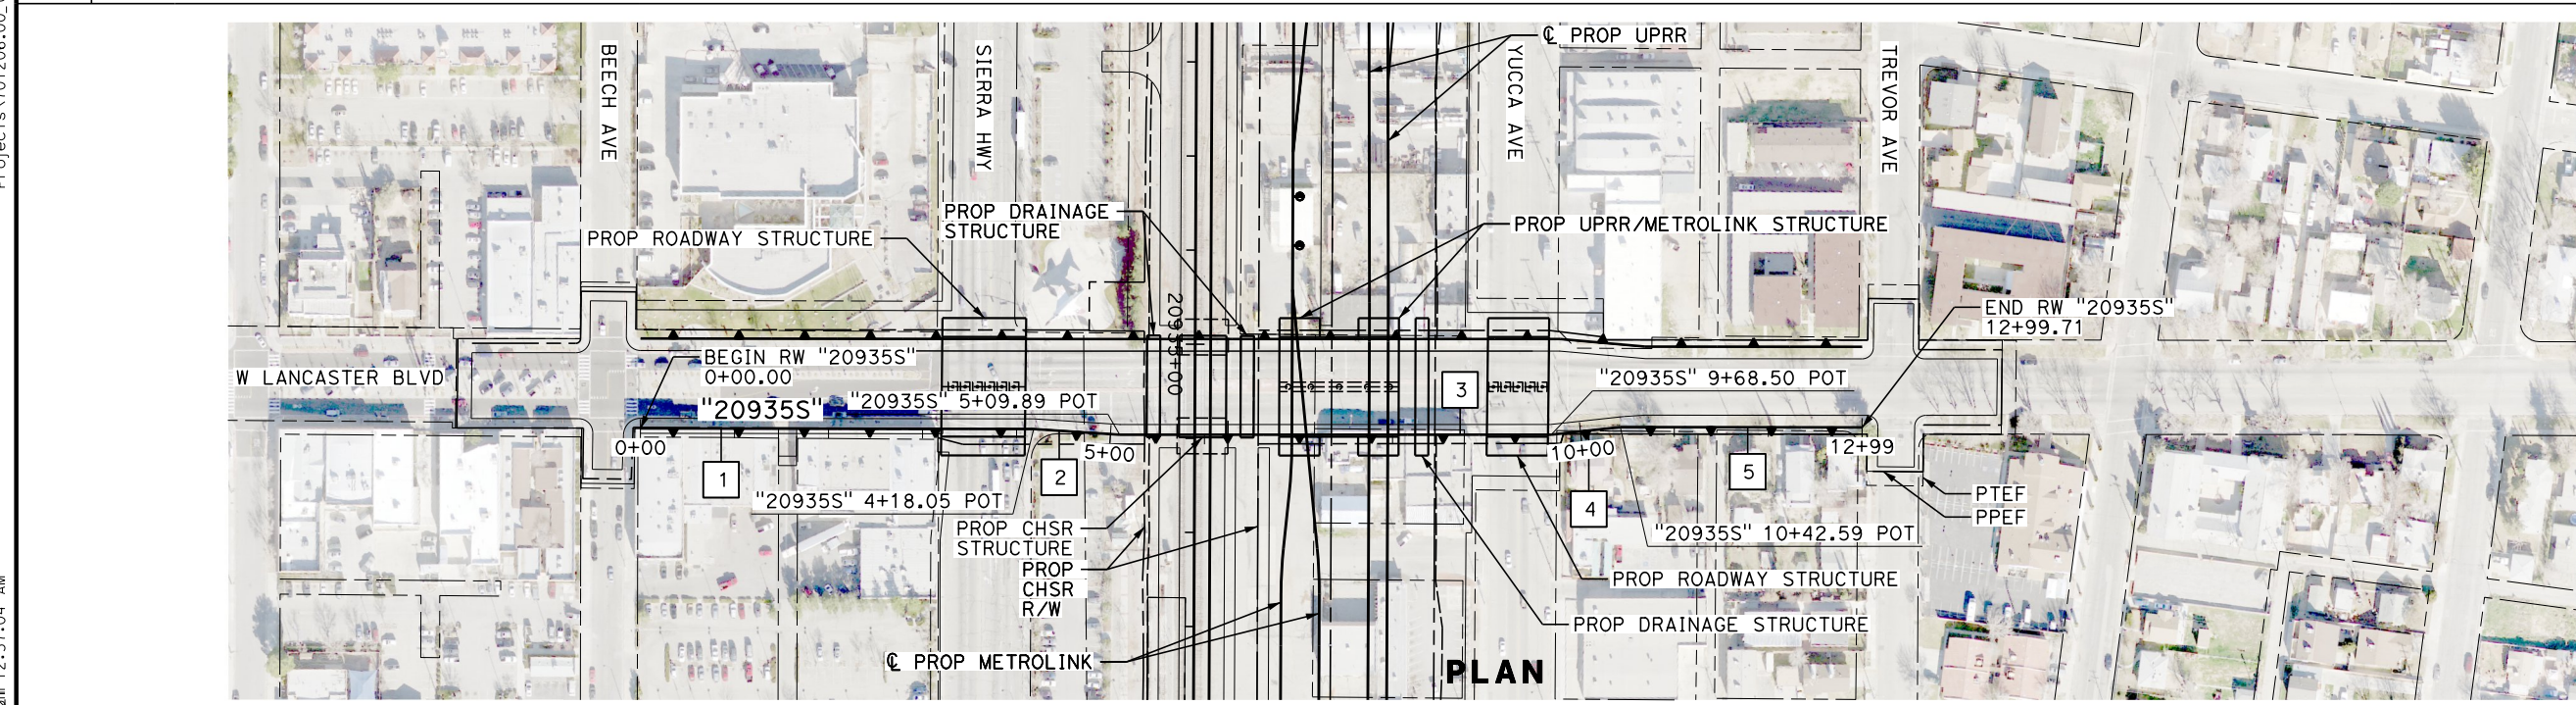 BEECH AVE
SIERRA HWY
YUCCA AVE
TREVOR AVE
℄ PROP UPRR
PROP DRAINAGE
STRUCTURE
PROP ROADWAY STRUCTURE
PROP UPRR/METROLINK STRUCTURE
END RW "20935S"
12+99.71
BEGIN RW "20935S"
0+00.00
W LANCASTER BLVD
"20935S"
"20935S" 5+09.89 POT
"20935S" 9+68.50 POT
3
0+00
5+00
10+00
12+99
1
2
4
5
"20935S" 4+18.05 POT
"20935S" 10+42.59 POT
PTEF
PPEF
PROP CHSR
STRUCTURE
PROP
CHSR
R/W
PROP ROADWAY STRUCTURE
PROP DRAINAGE STRUCTURE
℄ PROP METROLINK
PLAN